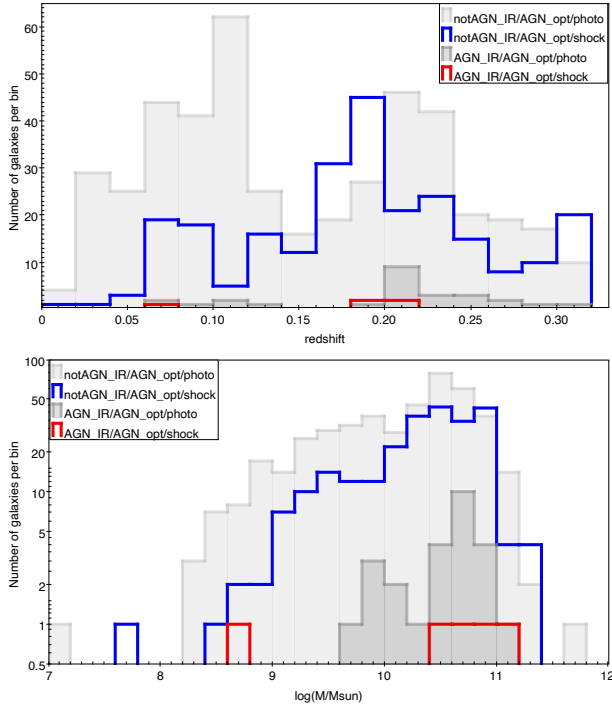 60
50
40
30
20
10
Number of galaxies per bin
notAGN_IR/AGN_opt/photo
notAGN_IR/AGN_opt/shock
AGN_IR/AGN_opt/photo
AGN_IR/AGN_opt/shock
0 0.05 0.10 0.15 0.20 0.25 0.30
redshift
100
50
20
10
5
2
1
0.5
Number of galaxies per bin
notAGN_IR/AGN_opt/photo
notAGN_IR/AGN_opt/shock
AGN_IR/AGN_opt/photo
AGN_IR/AGN_opt/shock
7 8 9 10 11 12
log(M/Msun)